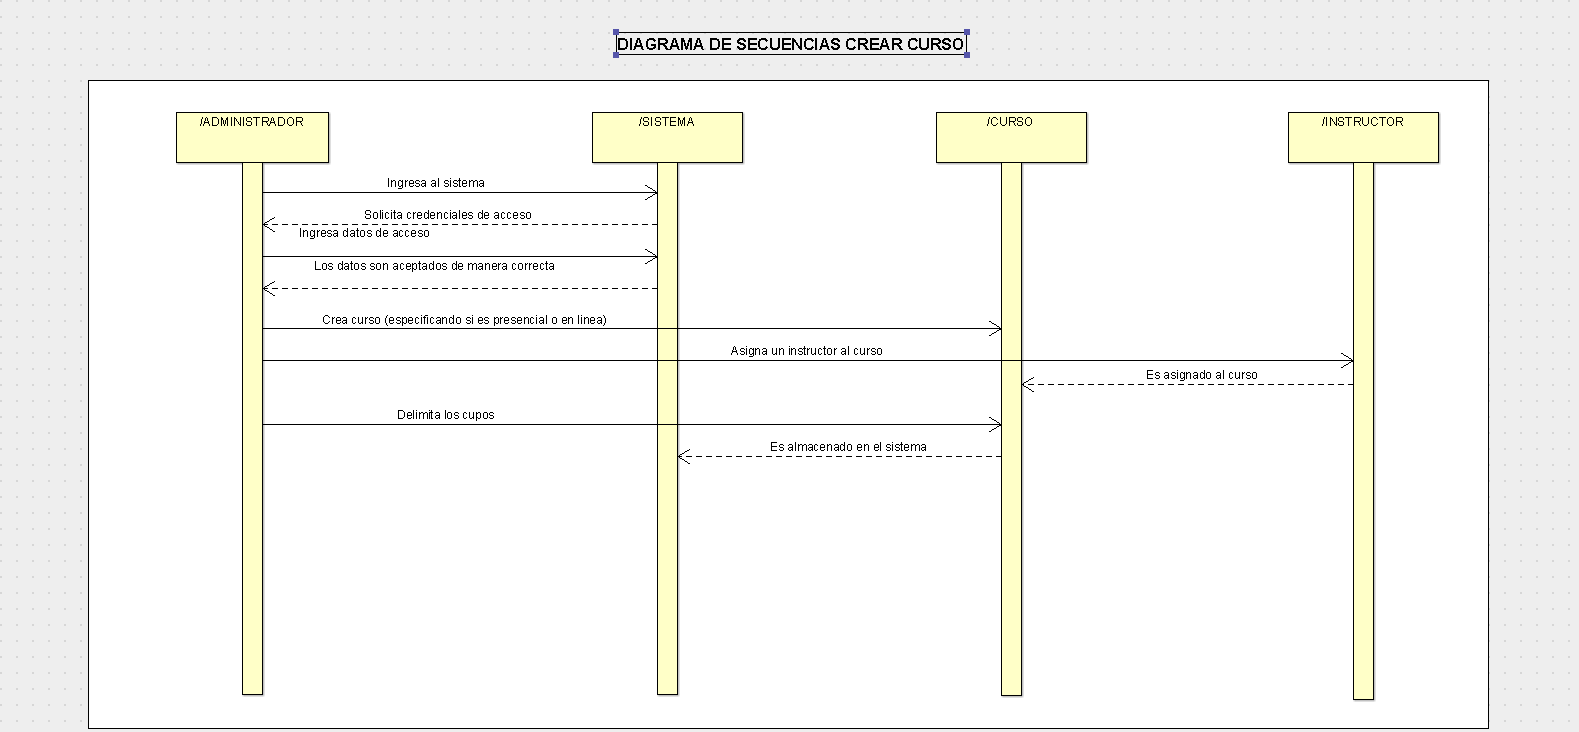 DIAGRAMA DE SECUENCIAS CREAR CURSO
/ADMINISTRADOR
/SISTEMA
/CURSO
/INSTRUCTOR
Ingresa al sistema
Solicita credenciales de acceso
Ingresa datos de acceso
Los datos son aceptados de manera correcta
Crea curso (especificando si es presencial o en linea)
Asigna un instructor al curso
Es asignado al curso
Delimita los cupos
Es almacenado en el sistema